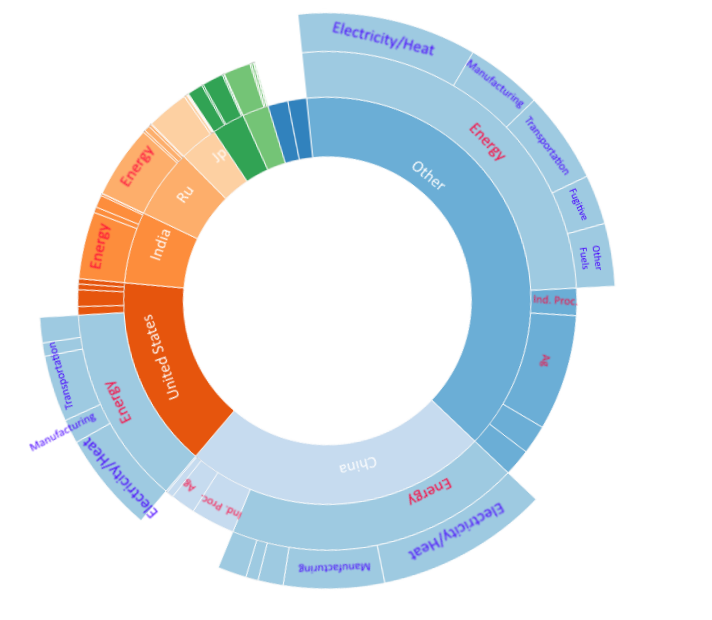 Electricity/Heat
Manufacturing
Transportation
Fugitive
Other
Fuels
Energy
Other
Ind. Proc.
Ag
China
Energy
Electricity/Heat
Manufacturing
Ind. Proc.
Ag
United States
Energy
Electricity/Heat
Manufacturing
Transportation
India
Energy
Ru
Energy
JP